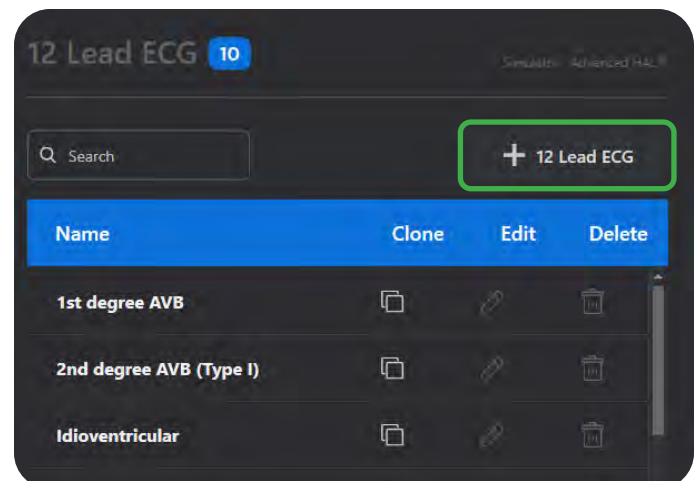 12 Lead ECG 10
Simulator: Advanced HAL®
Search
+ 12 Lead ECG
Name Clone Edit Delete
1st degree AVB
2nd degree AVB (Type I)
Idioventricular